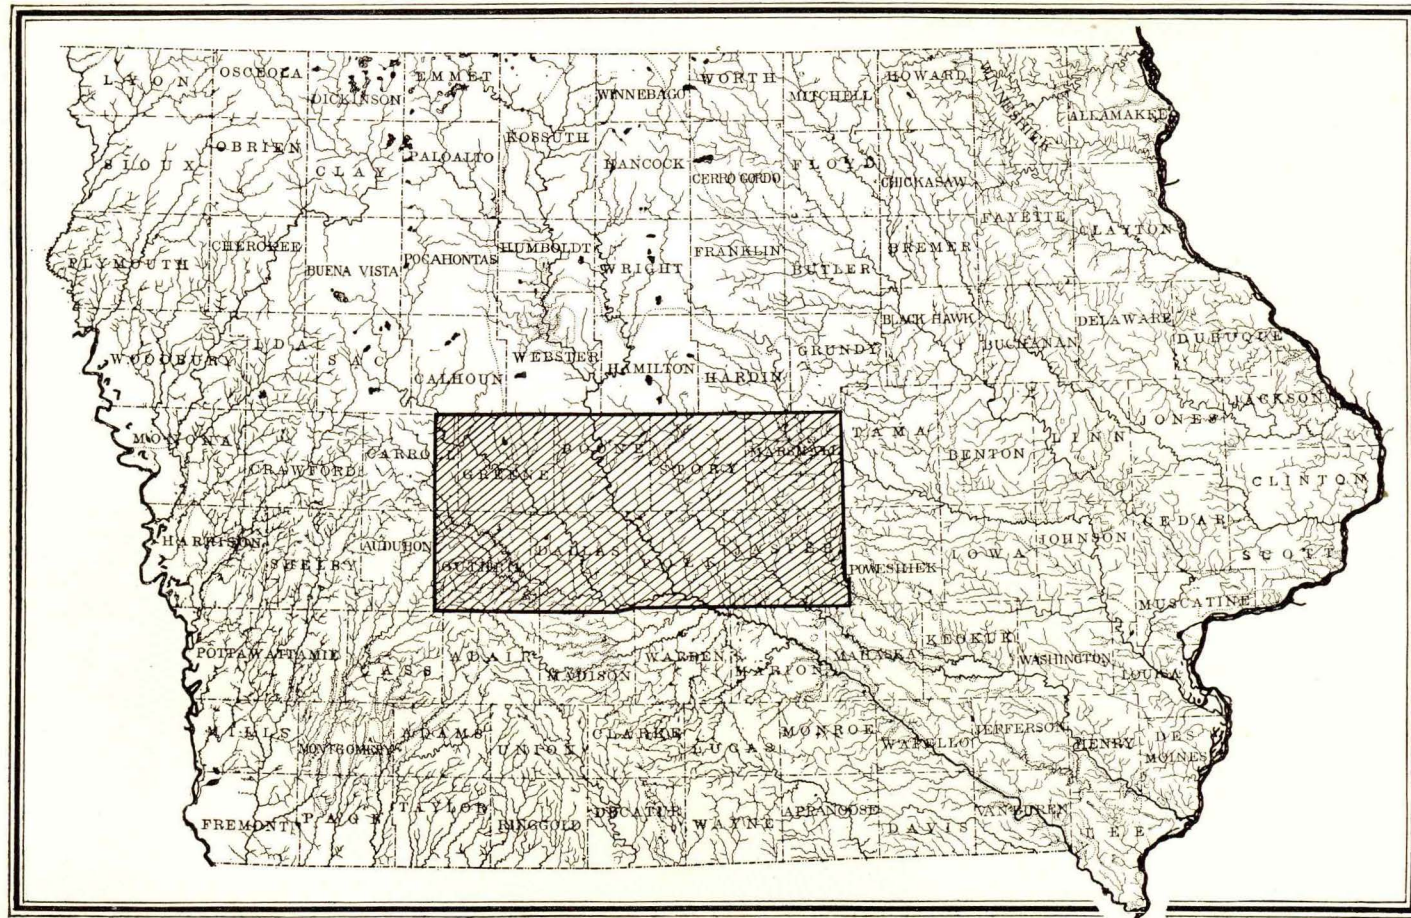 LYON
OSCEOLA
DICKINSON
EMMET
WINNEBAGO
WORTH
MITCHELL
HOWARD
WINNESHIEK
ALLAMAKEE
SIOUX
OBRIEN
CLAY
PALOALTO
KOSSUTH
HANCOCK
CERRO GORDO
FLOYD
CHICKASAW
FAYETTE
CLAYTON
PLYMOUTH
CHEROKEE
BUENA VISTA
POCAHONTAS
HUMBOLDT
WRIGHT
FRANKLIN
BUTLER
BREMER
BLACK HAWK
BUCHANAN
DELAWARE
DUBUQUE
WOODBURY
IDA
SAC
CALHOUN
WEBSTER
HAMILTON
HARDIN
GRUNDY
JACKSON
MONONA
CRAWFORD
CARROLL
GREENE
BOONE
STORY
MARSHALL
TAMA
BENTON
LINN
JONES
CLINTON
HARRISON
SHELBY
AUDUBON
GUTHRIE
DALLAS
POLK
JASPER
POWESHIEK
IOWA
JOHNSON
CEDAR
SCOTT
MUSCATINE
POTTAWATTAMIE
CASS
ADAIR
MADISON
WARREN
MARION
MAHASKA
KEOKUK
WASHINGTON
LOUISA
MILLS
MONTGOMERY
ADAMS
UNION
CLARKE
LUCAS
MONROE
WAPELLO
JEFFERSON
HENRY
DES
MOINES
FREMONT
PAGE
TAYLOR
RINGGOLD
DECATUR
WAYNE
APPANOOSE
DAVIS
VAN BUREN
LEE